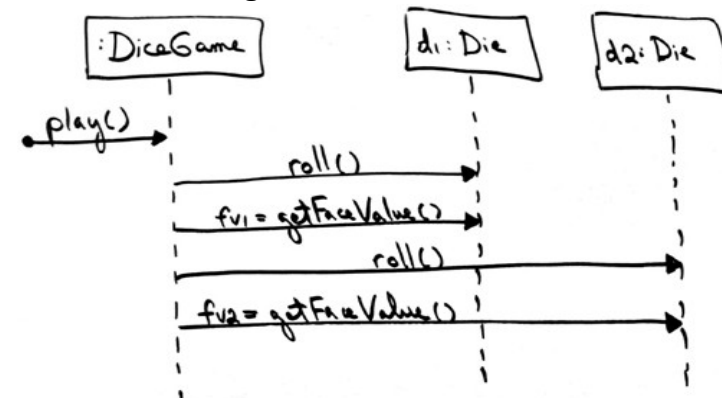 :DiceGame
d1: Die
d2: Die
play()
roll()
fv1 = getFaceValue()
roll()
fv2 = getFaceValue()